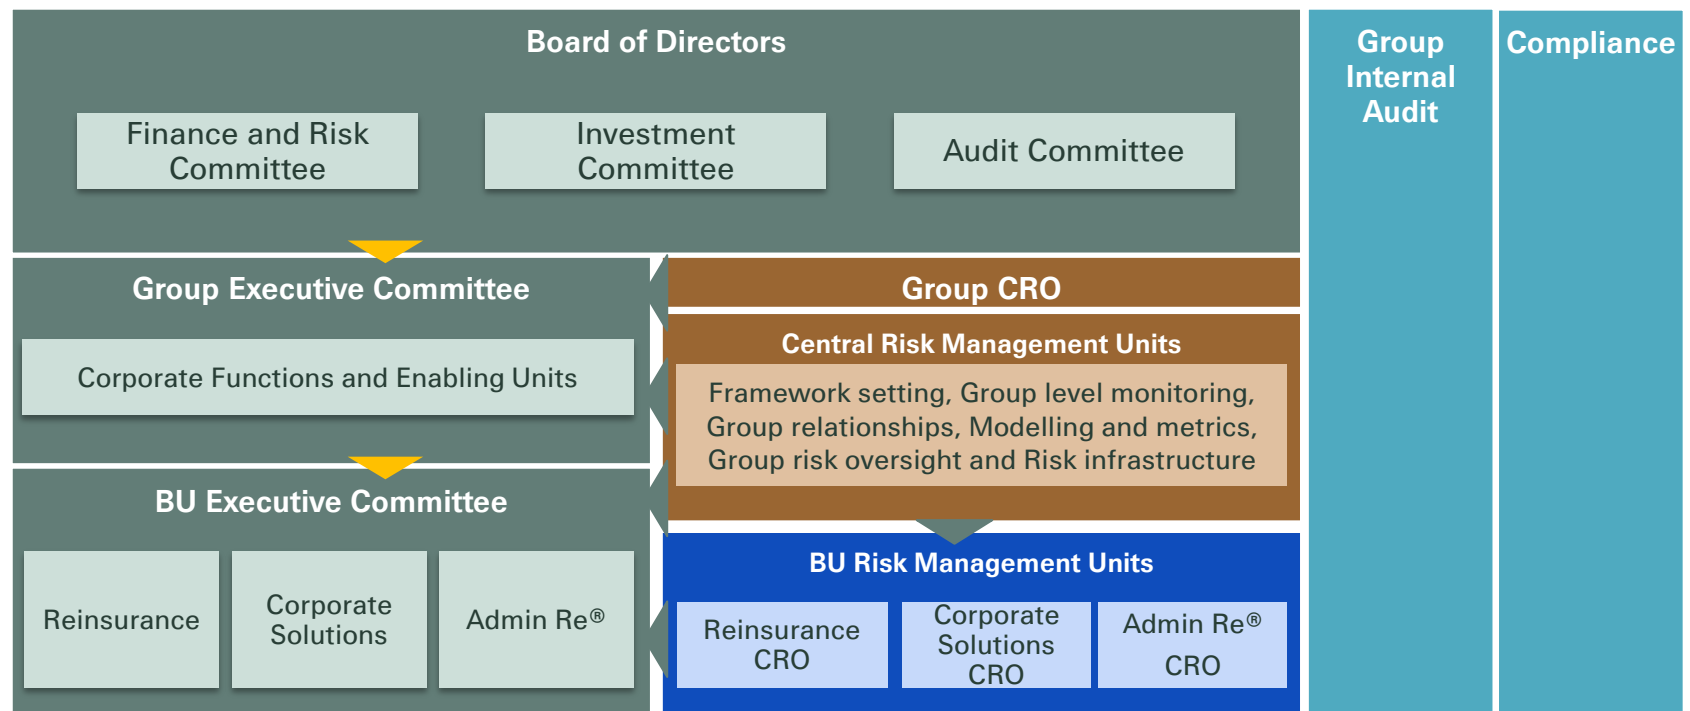 Board of Directors
Finance and Risk
Committee
Investment
Committee
Audit Committee
Group
Internal
Audit
Compliance
Group Executive Committee
Corporate Functions and Enabling Units
Group CRO
Central Risk Management Units
Framework setting, Group level monitoring,
Group relationships, Modelling and metrics,
Group risk oversight and Risk infrastructure
BU Executive Committee
Reinsurance
Corporate
Solutions
Admin Re®
BU Risk Management Units
Reinsurance
CRO
Corporate
Solutions
CRO
Admin Re®
CRO